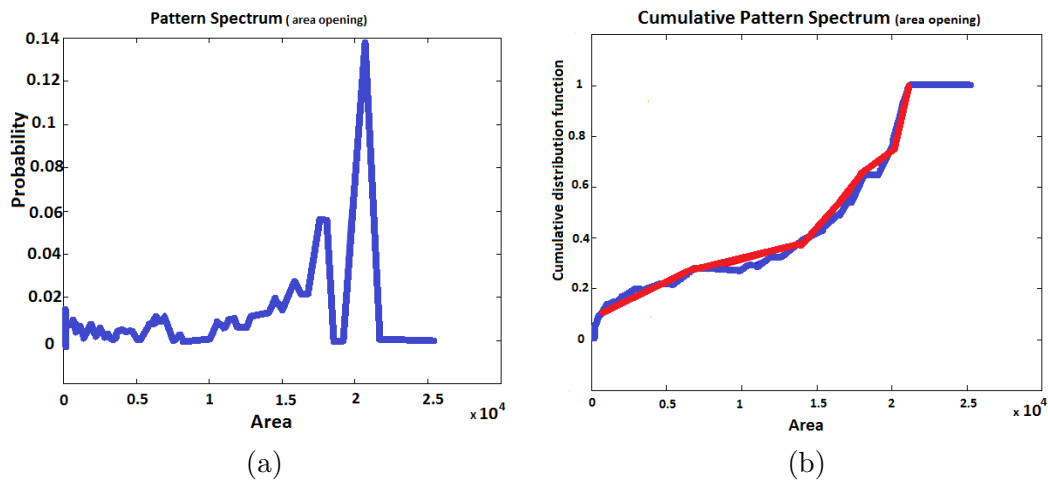 Pattern Spectrum ( area opening)
0.14
0.12
0.1
0.08
0.06
0.04
0.02
0
Probability
0 0.5 1 1.5 2 2.5
x 10^4
Area
(a)
Cumulative Pattern Spectrum (area opening)
1
0.8
0.6
0.4
0.2
0
Cumulative distribution function
0 0.5 1 1.5 2 2.5
x 10^4
Area
(b)